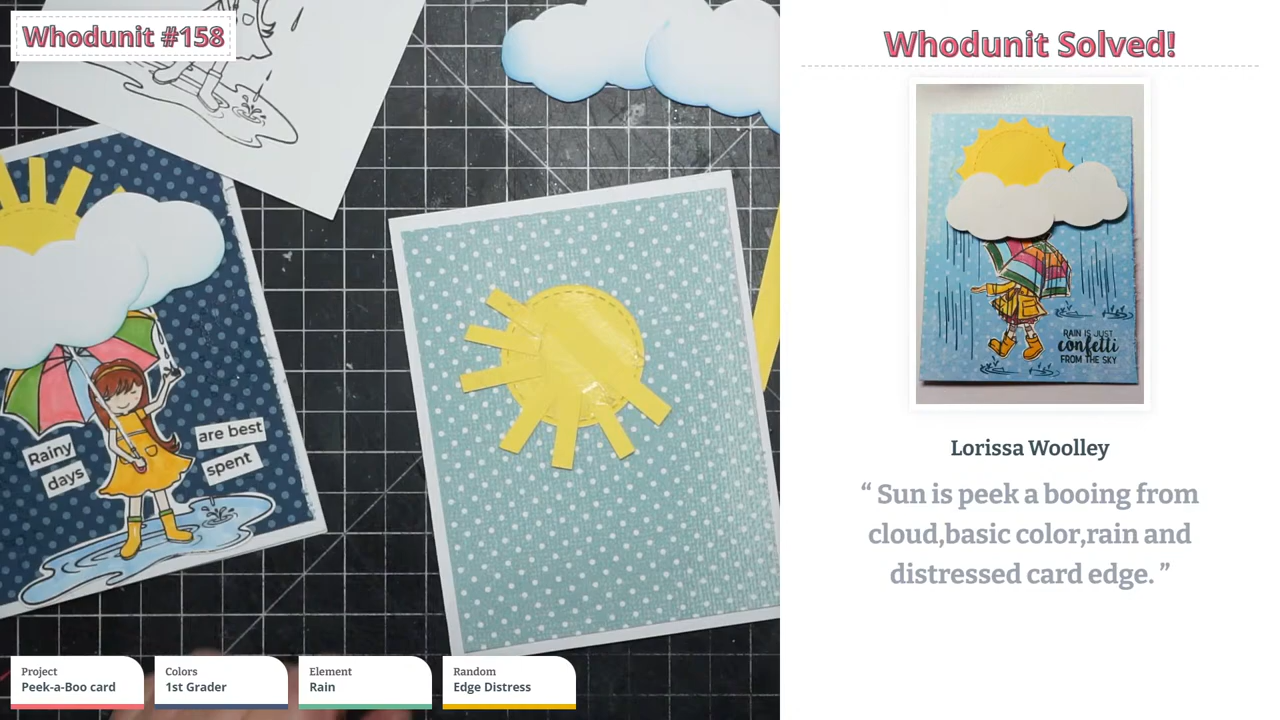 Whodunit #158
Rainy
days
are best
spent
Project
Peek-a-Boo card
Colors
1st Grader
Element
Rain
Random
Edge Distress
Whodunit Solved!
RAIN IS JUST
confetti
FROM THE SKY
Lorissa Woolley
“ Sun is peek a booing from
cloud,basic color,rain and
distressed card edge. ”